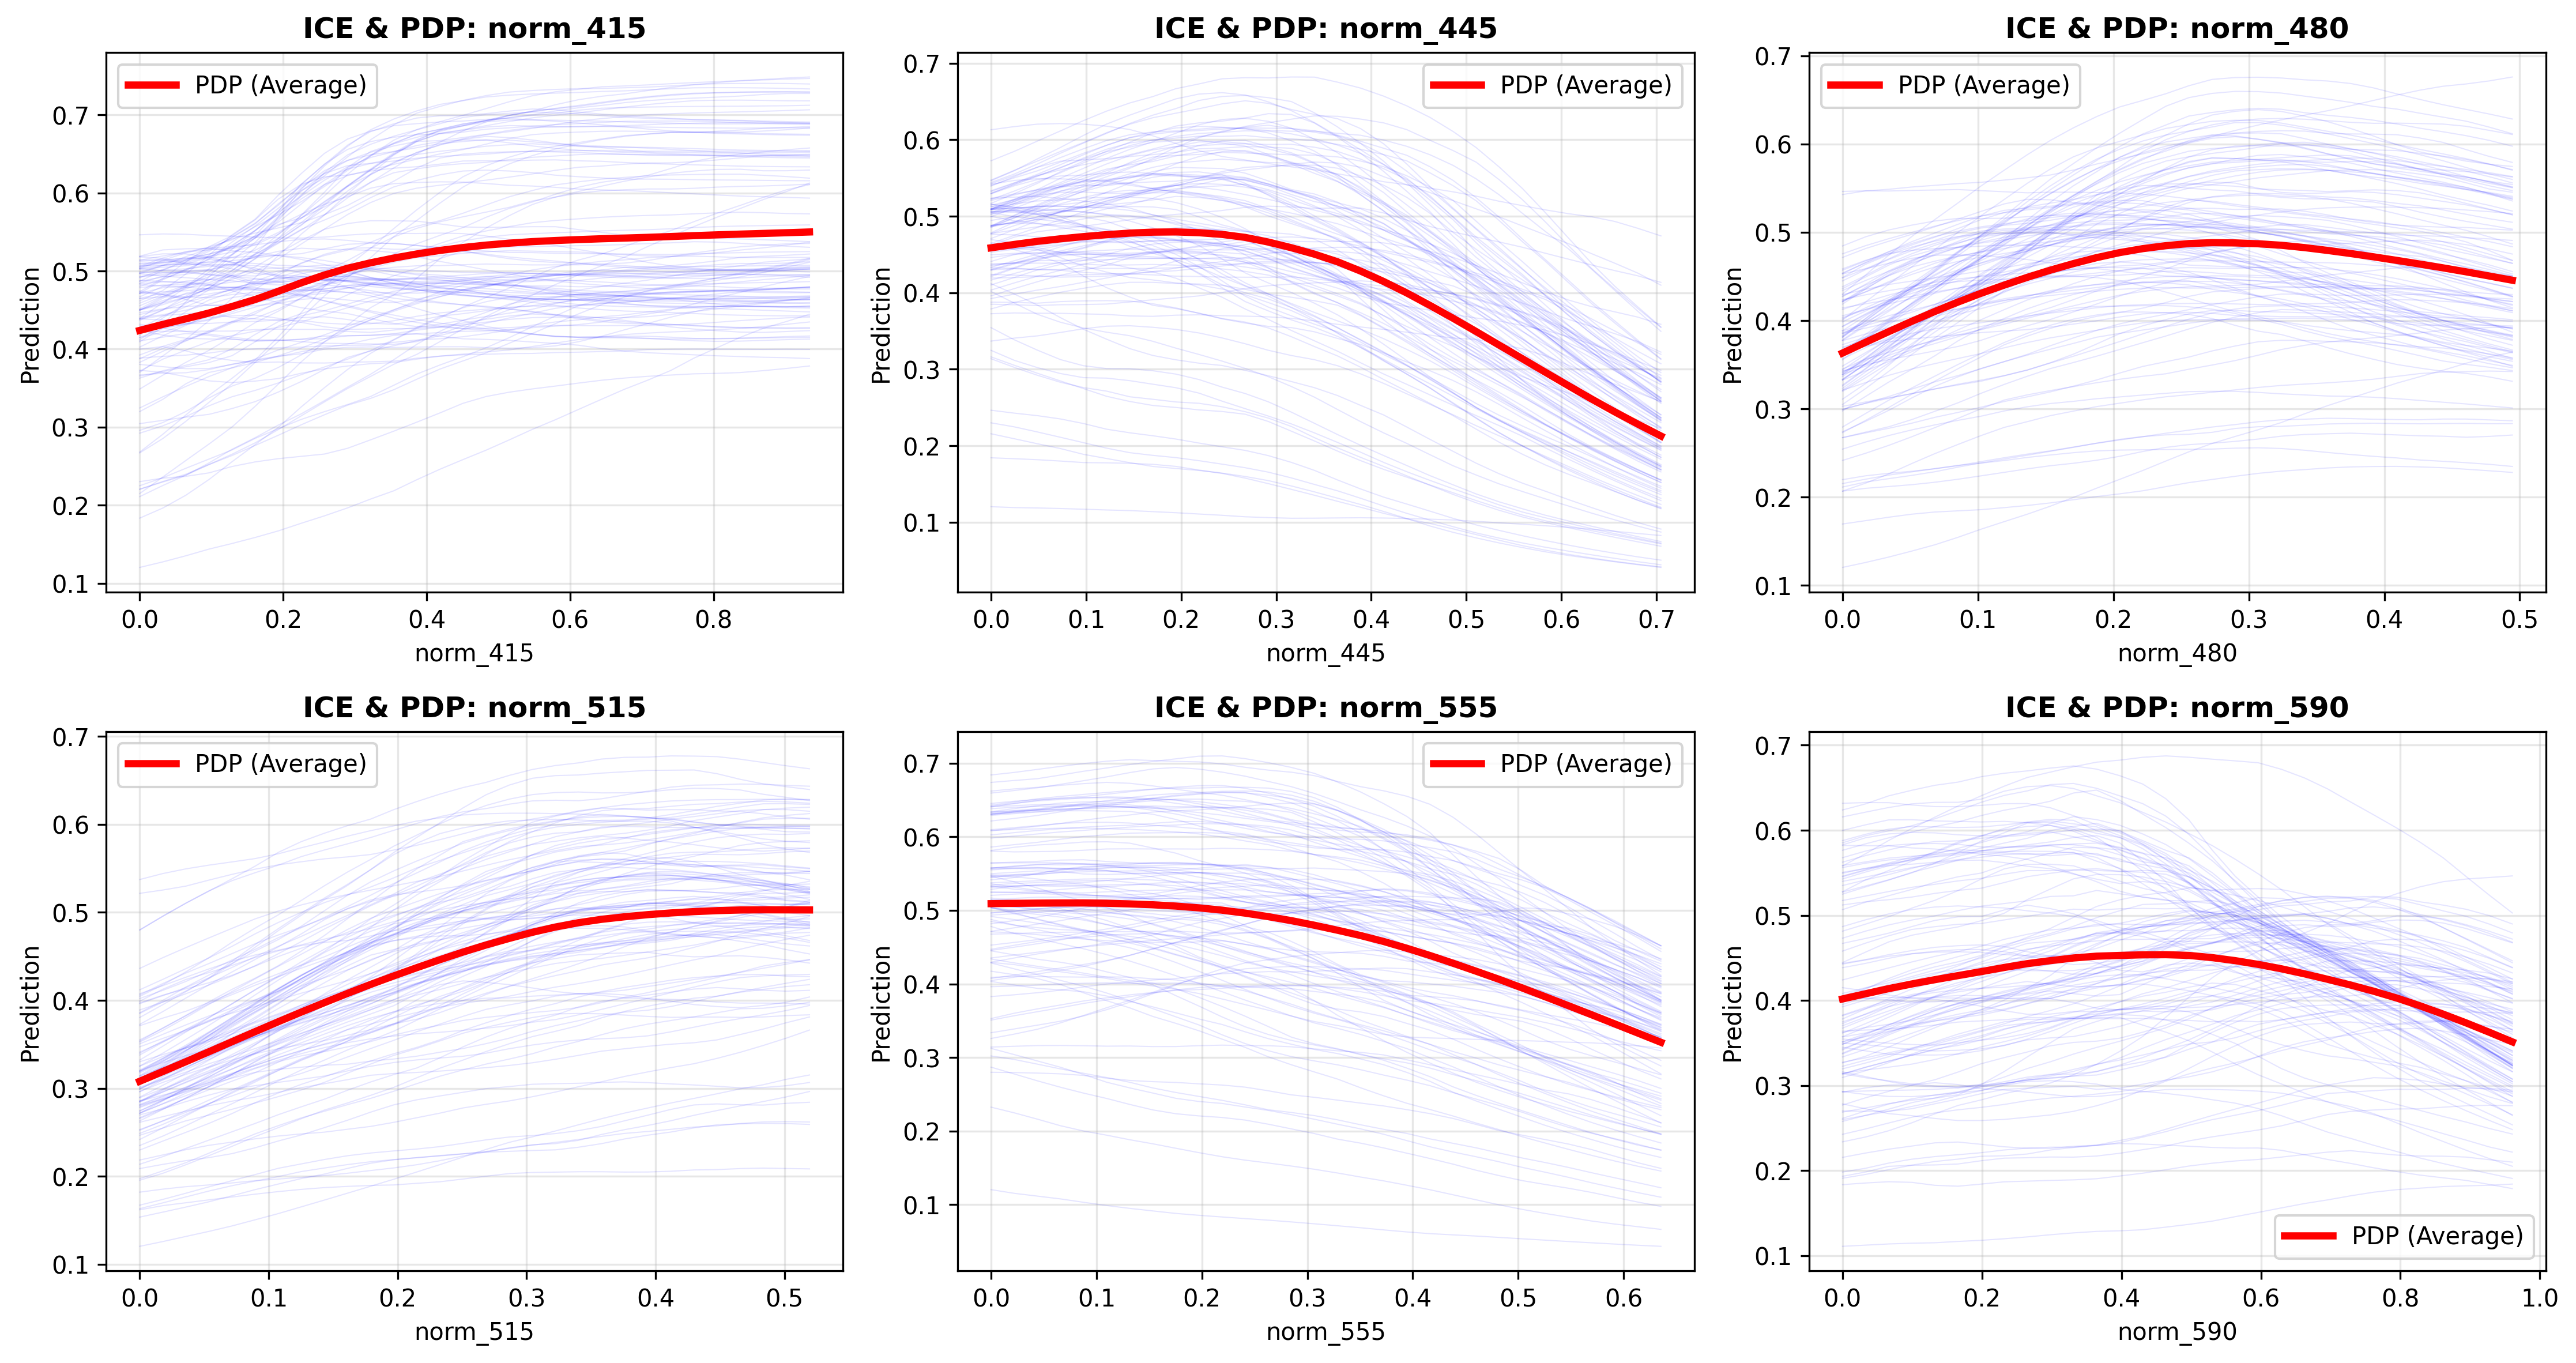 ICE & PDP: norm_415
PDP (Average)
Prediction
0.7
0.6
0.5
0.4
0.3
0.2
0.1
0.0 0.2 0.4 0.6 0.8
norm_415
ICE & PDP: norm_445
PDP (Average)
Prediction
0.7
0.6
0.5
0.4
0.3
0.2
0.1
0.0 0.1 0.2 0.3 0.4 0.5 0.6 0.7
norm_445
ICE & PDP: norm_480
PDP (Average)
Prediction
0.7
0.6
0.5
0.4
0.3
0.2
0.1
0.0 0.1 0.2 0.3 0.4 0.5
norm_480
ICE & PDP: norm_515
PDP (Average)
Prediction
0.7
0.6
0.5
0.4
0.3
0.2
0.1
0.0 0.1 0.2 0.3 0.4 0.5
norm_515
ICE & PDP: norm_555
PDP (Average)
Prediction
0.7
0.6
0.5
0.4
0.3
0.2
0.1
0.0 0.1 0.2 0.3 0.4 0.5 0.6
norm_555
ICE & PDP: norm_590
Prediction
0.7
0.6
0.5
0.4
0.3
0.2
0.1
PDP (Average)
0.0 0.2 0.4 0.6 0.8 1.0
norm_590